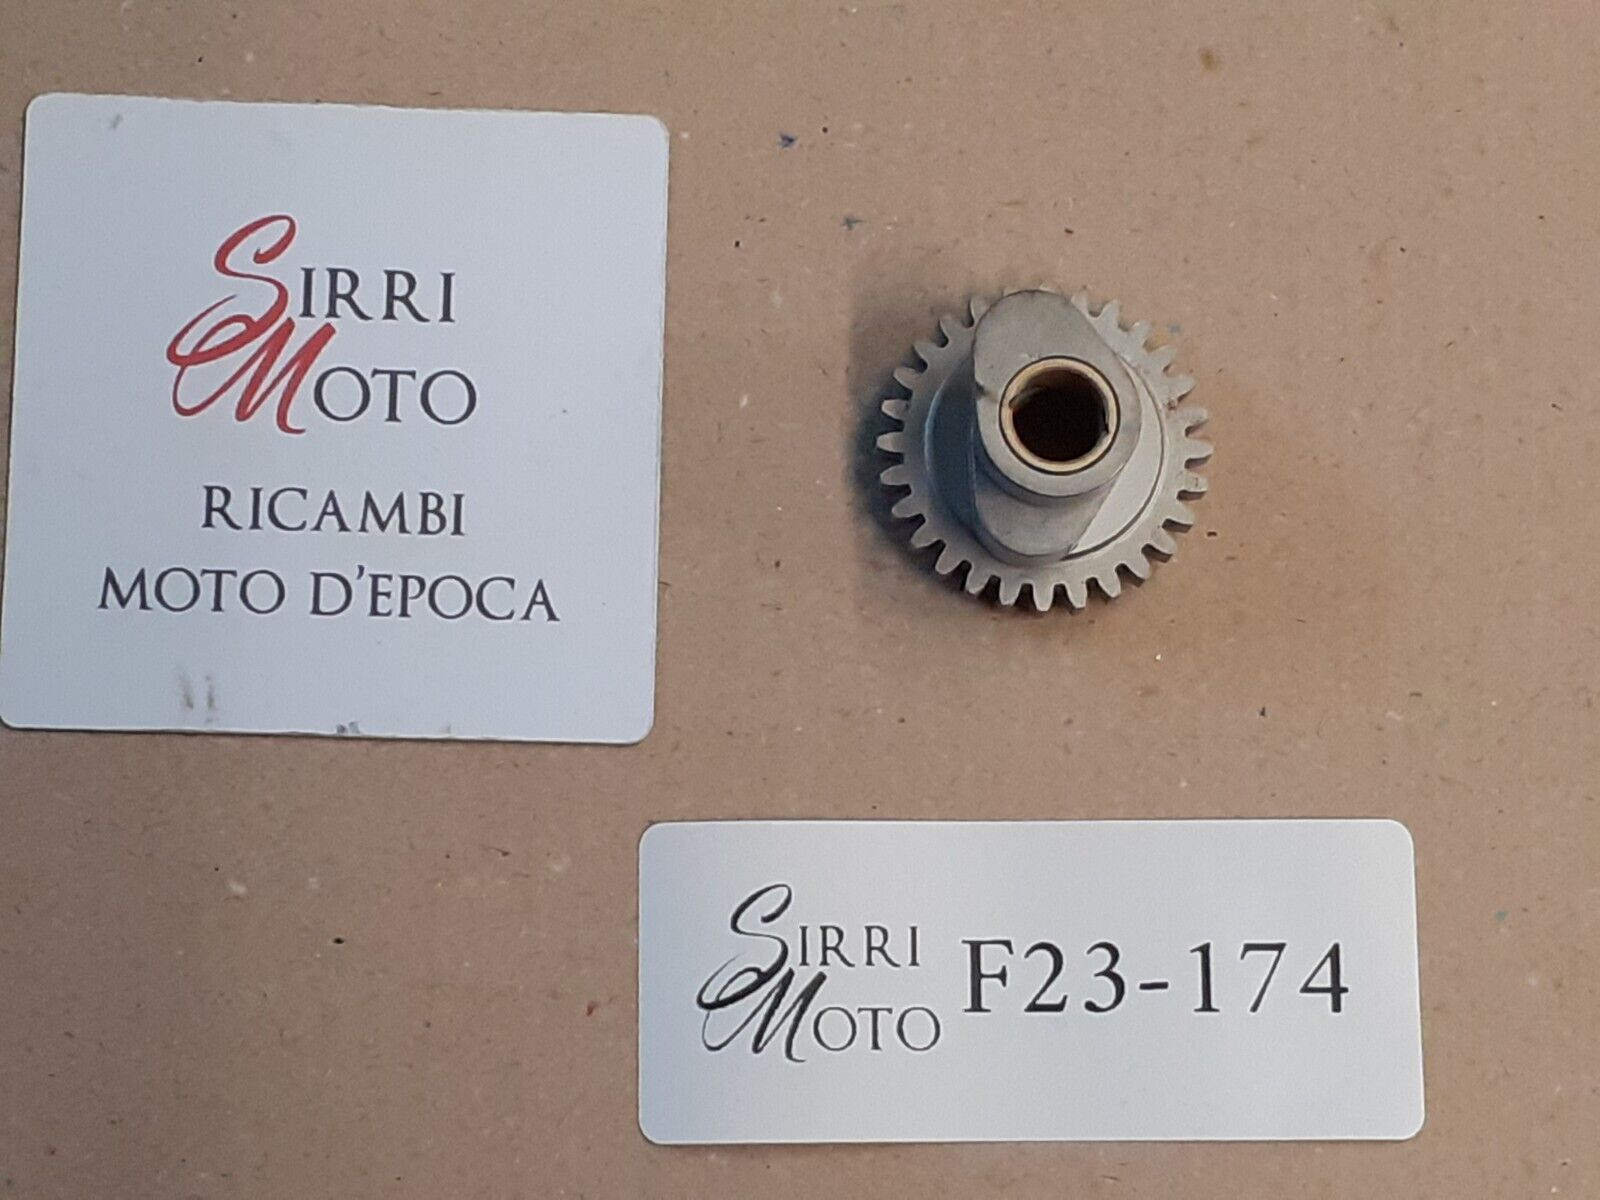 SIRRI
MOTO
RICAMBI
MOTO D'EPOCA
SIRRI
MOTO
F23-174